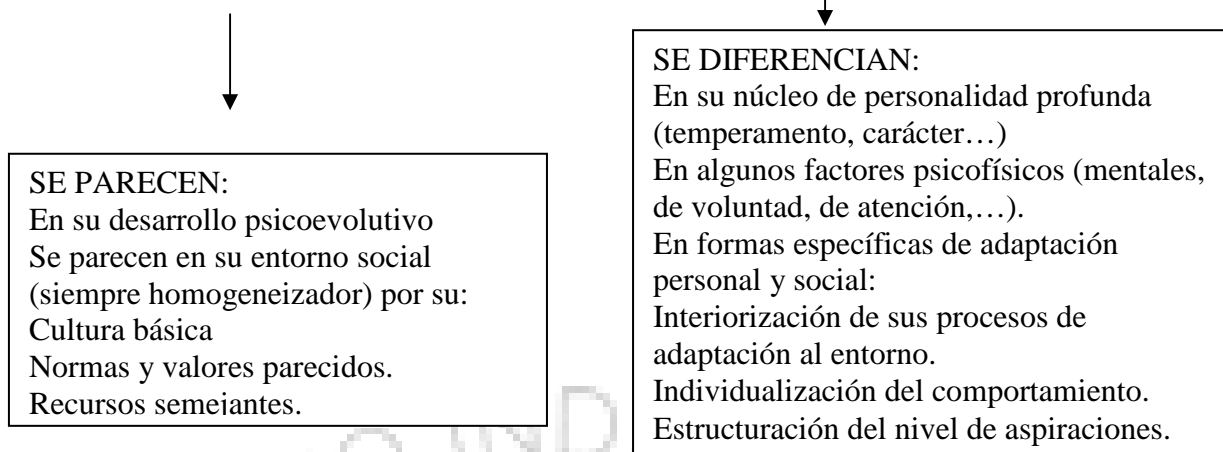 SE PARECEN:
En su desarrollo psicoevolutivo
Se parecen en su entorno social
(siempre homogeneizador) por su:
Cultura básica
Normas y valores parecidos.
Recursos semejantes.
SE DIFERENCIAN:
En su núcleo de personalidad profunda
(temperamento, carácter…)
En algunos factores psicofísicos (mentales,
de voluntad, de atención,…).
En formas específicas de adaptación
personal y social:
Interiorización de sus procesos de
adaptación al entorno.
Individualización del comportamiento.
Estructuración del nivel de aspiraciones.